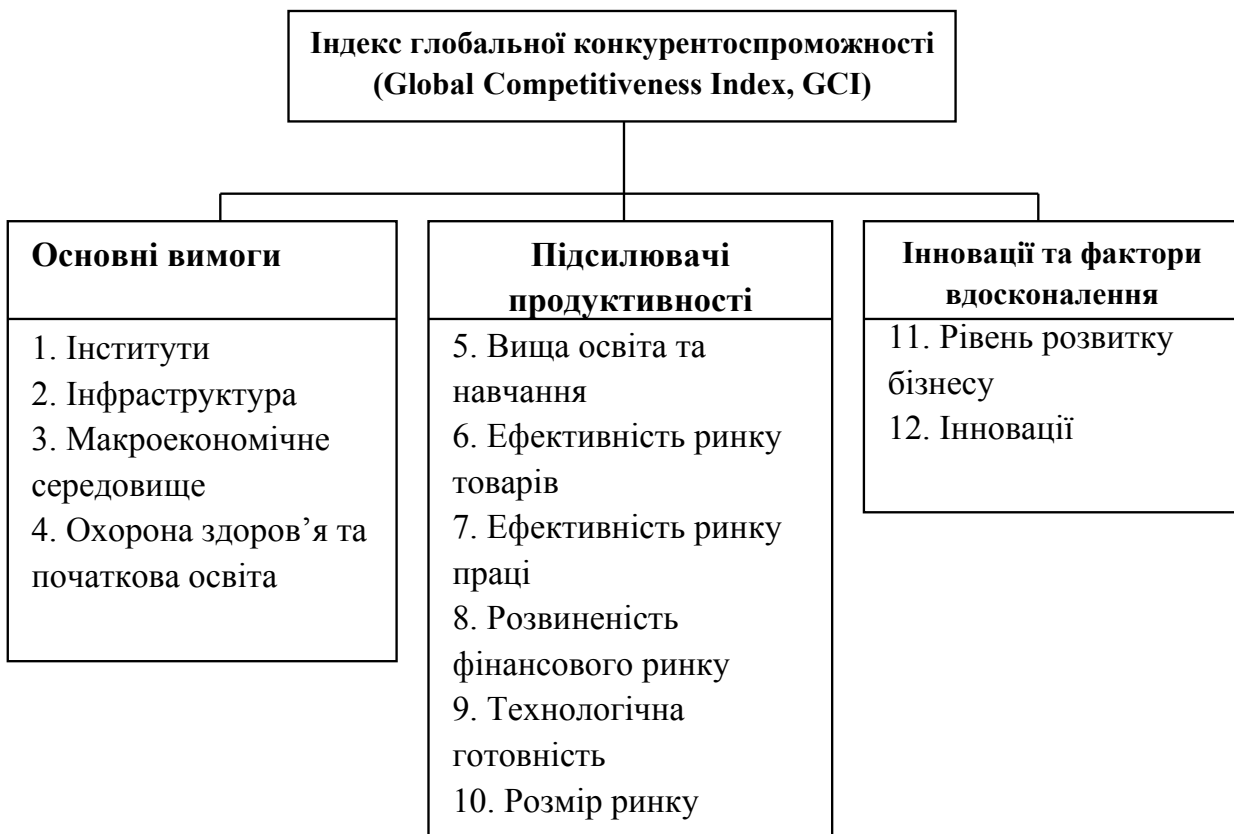 Індекс глобальної конкурентоспроможності
(Global Competitiveness Index, GCI)
Основні вимоги
1. Інститути
2. Інфраструктура
3. Макроекономічне
середовище
4. Охорона здоров’я та
початкова освіта
Підсилювачі
продуктивності
5. Вища освіта та
навчання
6. Ефективність ринку
товарів
7. Ефективність ринку
праці
8. Розвиненість
фінансового ринку
9. Технологічна
готовність
10. Розмір ринку
Інновації та фактори
вдосконалення
11. Рівень розвитку
бізнесу
12. Інновації